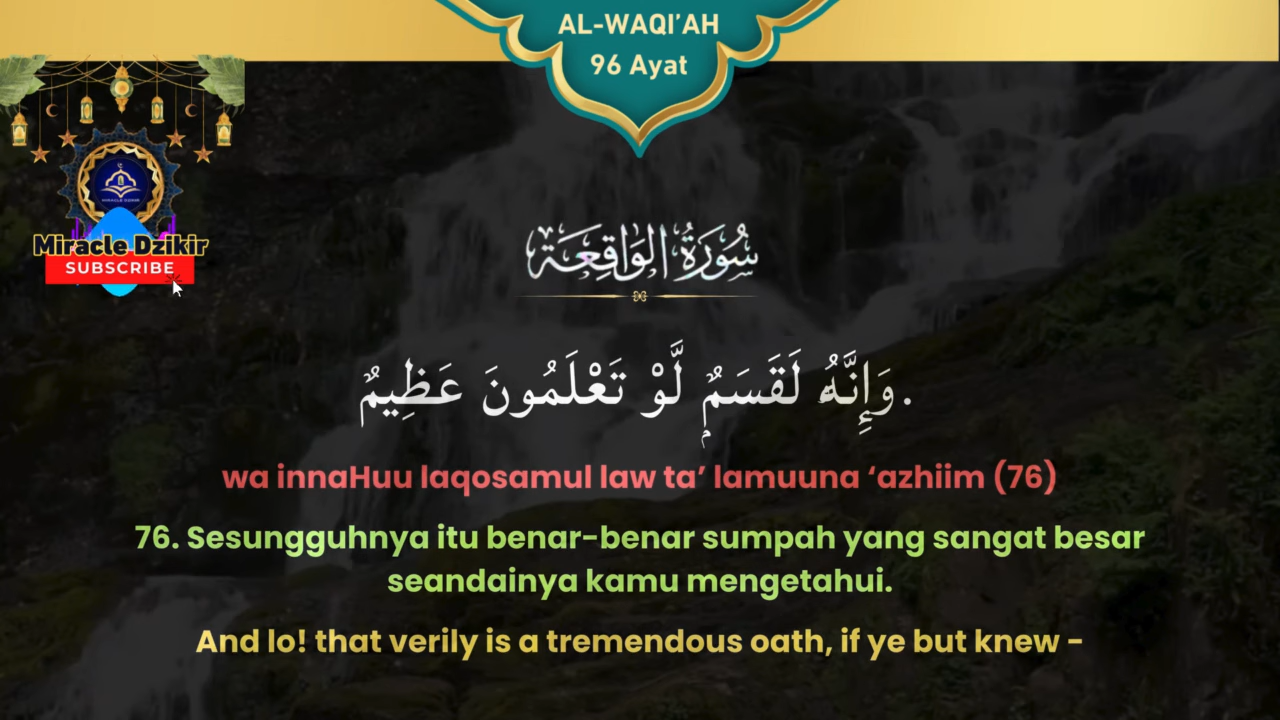 AL-WAQI'AH
96 Ayat
Miracle Dzikir
SUBSCRIBE
سُورَةُ الوَاقِعَة
وَإِنَّهُۥ لَقَسَمٌۭ لَّوْ تَعْلَمُونَ عَظِيمٌ.
wa innaHuu laqosamul law ta’ lamuuna ‘azhiim (76)
76. Sesungguhnya itu benar-benar sumpah yang sangat besar
seandainya kamu mengetahui.
And lo! that verily is a tremendous oath, if ye but knew -